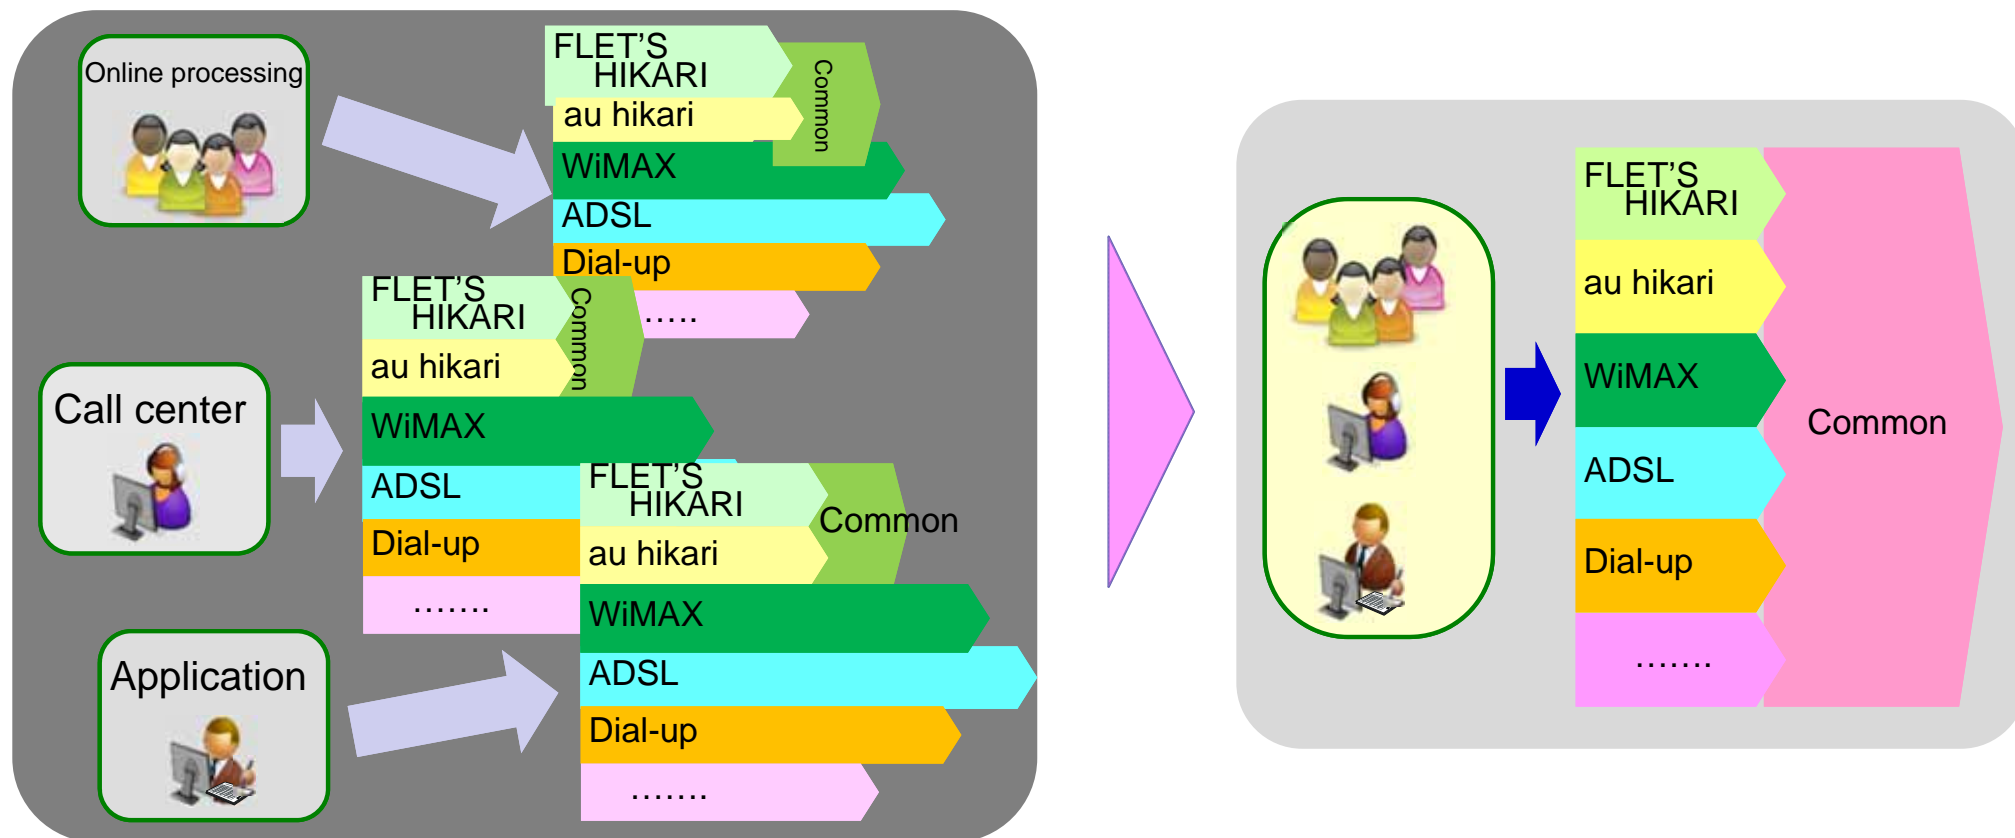 Online processing
FLET'S
HIKARI
Common
au hikari
WiMAX
ADSL
Dial-up
…..
Call center
FLET'S
HIKARI
Common
au hikari
WiMAX
ADSL
Dial-up
…….
Application
FLET'S
HIKARI
Common
au hikari
WiMAX
ADSL
Dial-up
…….
FLET'S
HIKARI
au hikari
WiMAX
Common
ADSL
Dial-up
…….